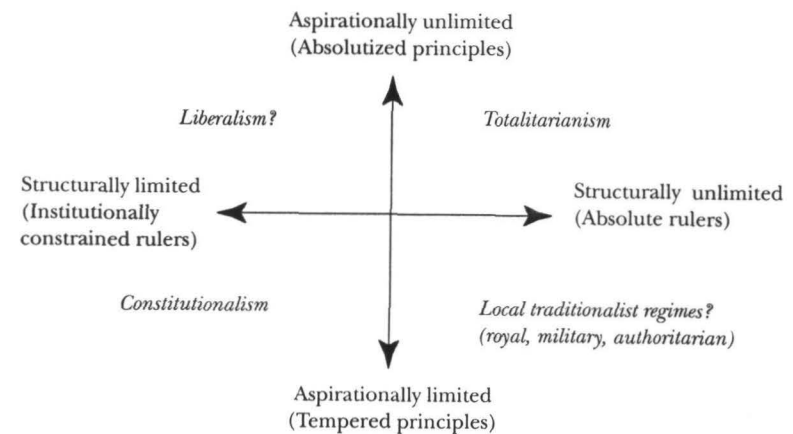 Aspirationally unlimited
(Absolutized principles)
Liberalism?
Totalitarianism
Structurally limited
(Institutionally
constrained rulers)
Structurally unlimited
(Absolute rulers)
Constitutionalism
Local traditionalist regimes?
(royal, military, authoritarian)
Aspirationally limited
(Tempered principles)